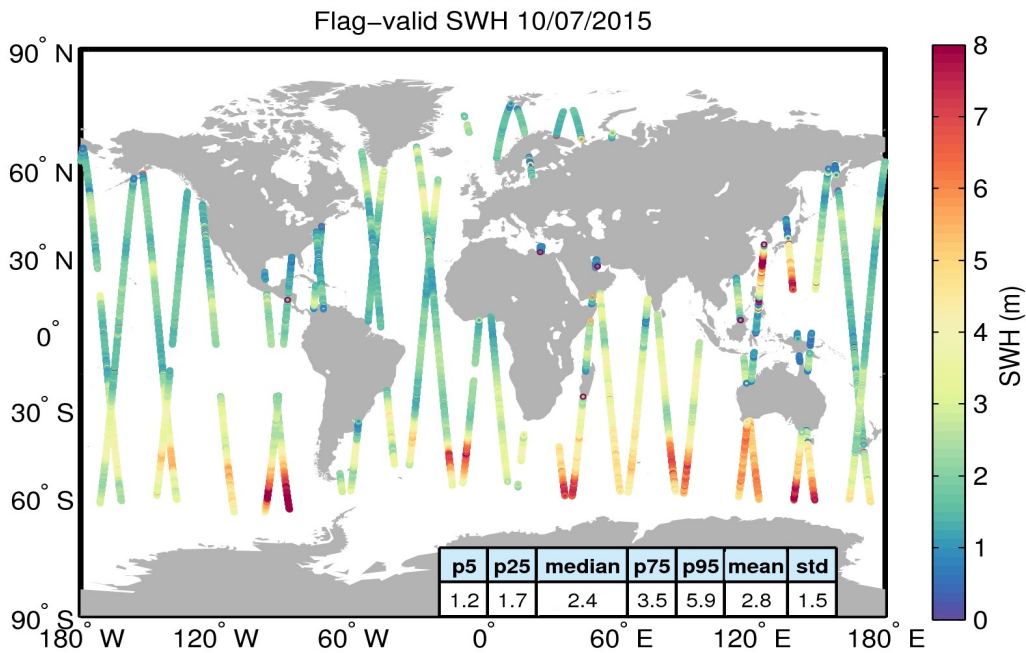 Flag−valid SWH 10/07/2015
90° N
60° N
30° N
0°
30° S
60° S
90° S
180° W
120° W
60° W
0°
60° E
120° E
180° E
p5 p25 median p75 p95 mean std
1.2 1.7 2.4 3.5 5.9 2.8 1.5
8
7
6
5
4
3
2
1
0
SWH (m)